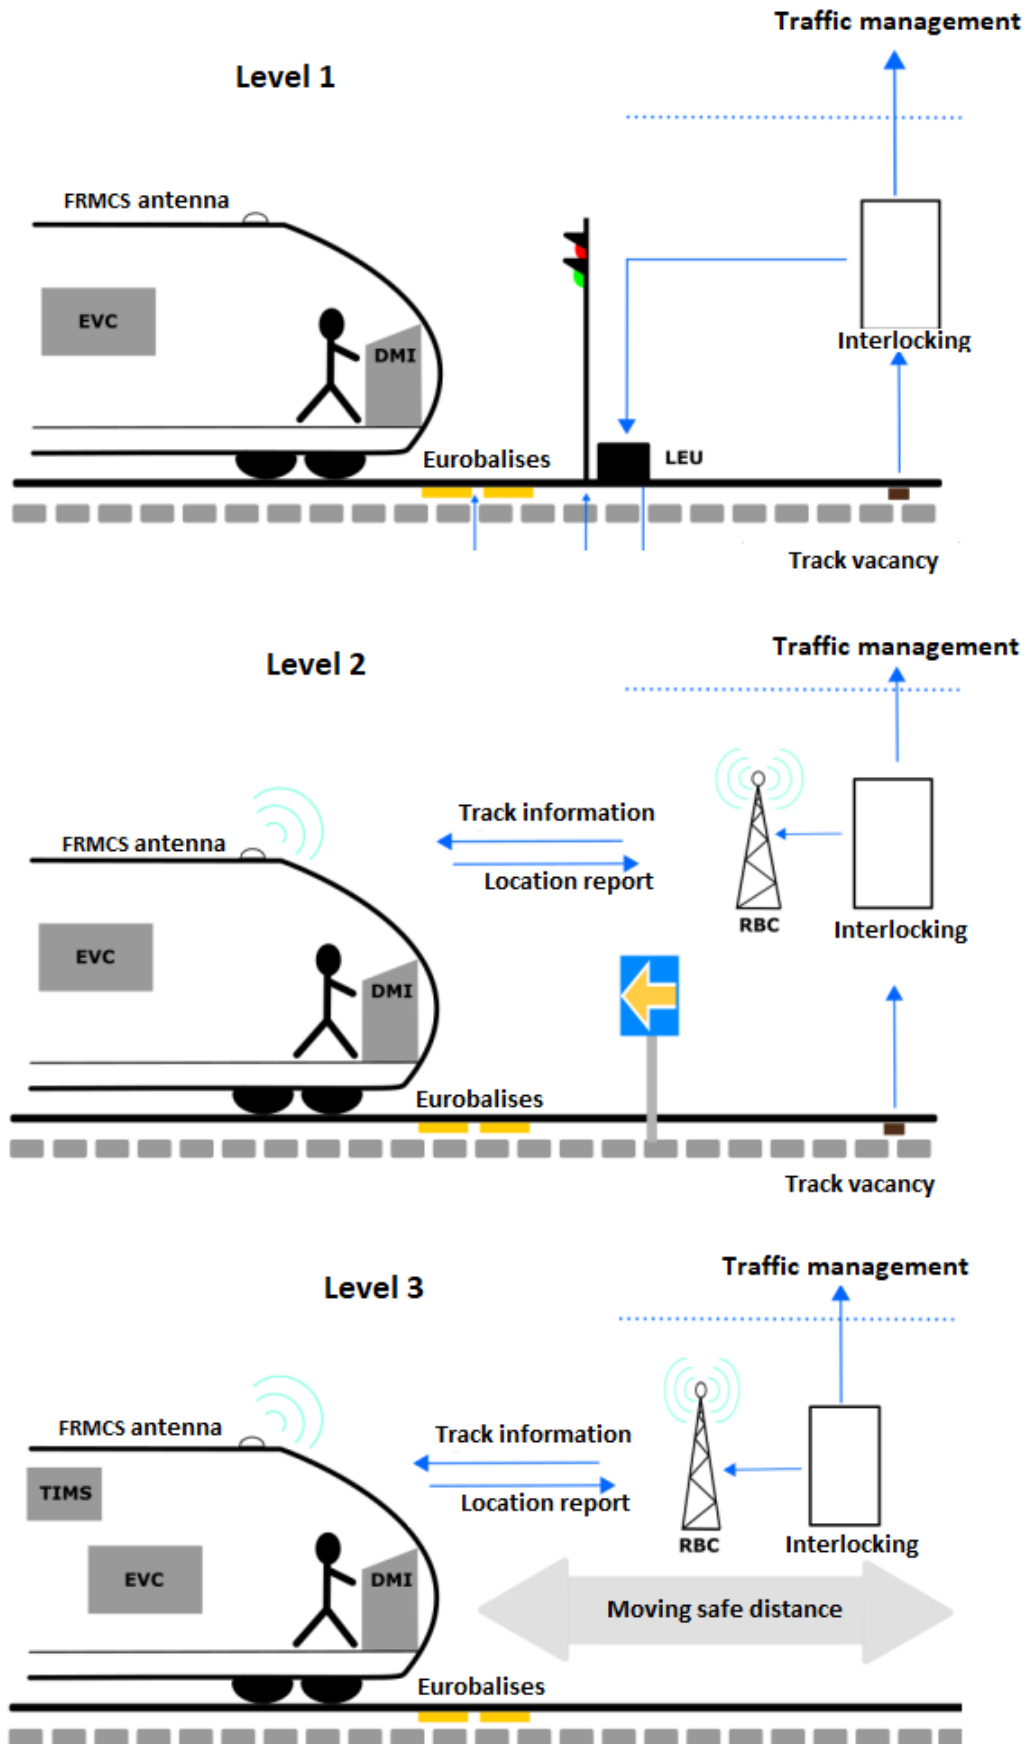 Traffic management
Level 1
FRMCS antenna
EVC
DMI
Interlocking
Eurobalises
LEU
Track vacancy
Traffic management
Level 2
Track information
FRMCS antenna
Location report
RBC
Interlocking
EVC
DMI
Eurobalises
Track vacancy
Traffic management
Level 3
FRMCS antenna
Track information
TIMS
Location report
RBC
Interlocking
EVC
DMI
Moving safe distance
Eurobalises